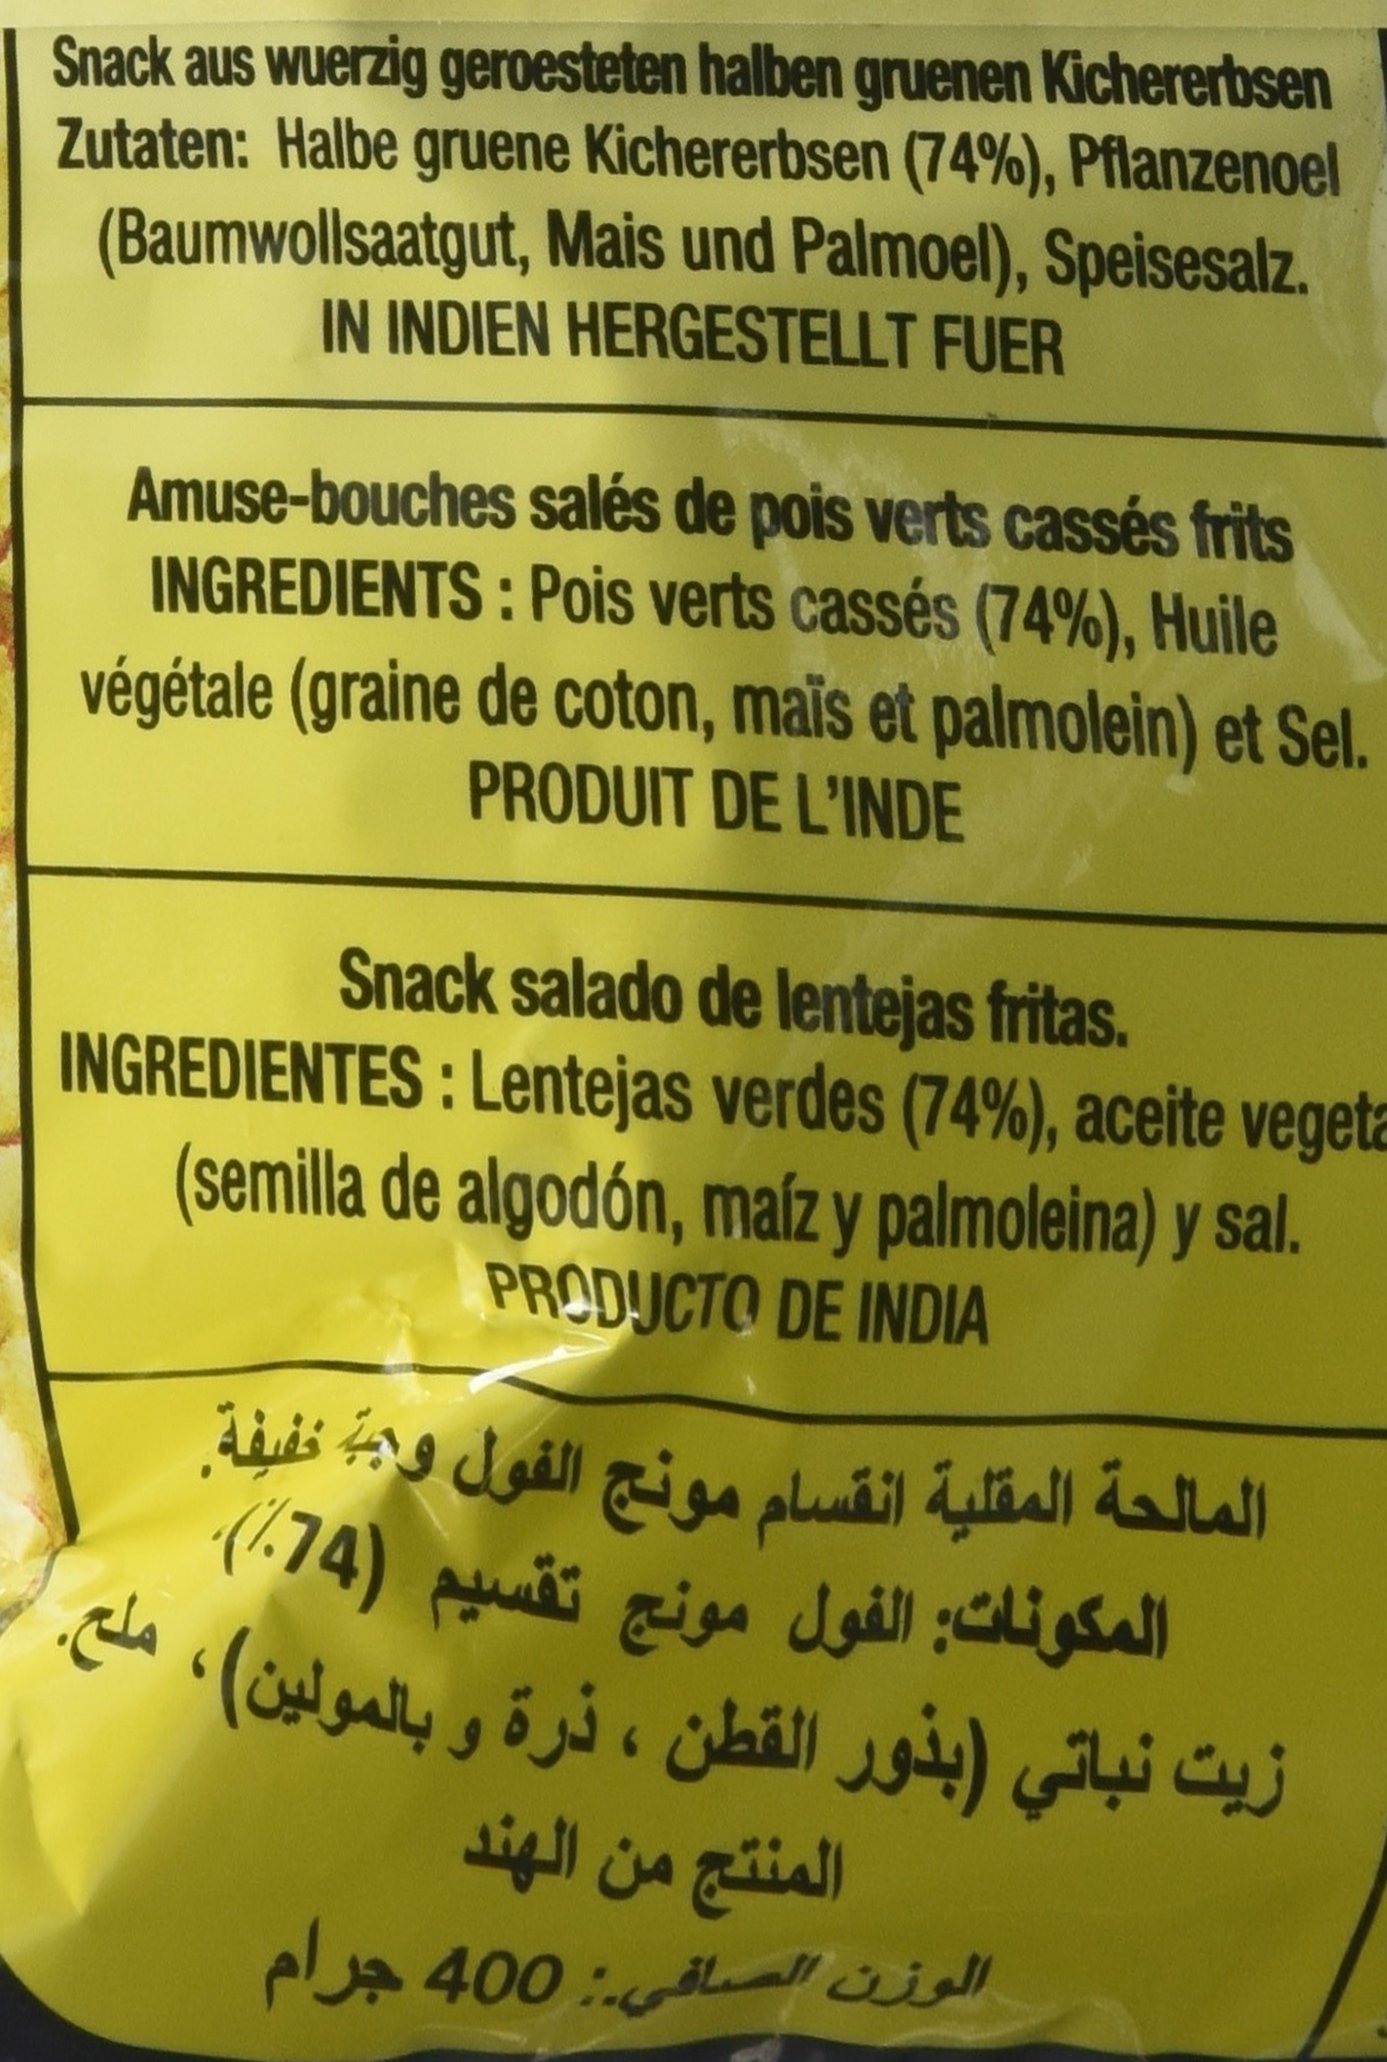 Snack aus wuerzig geroesteten halben gruenen Kichererbsen
Zutaten: Halbe gruene Kichererbsen (74%), Pflanzenoel
(Baumwollsaatgut, Mais und Palmoel), Speisesalz.
IN INDIEN HERGESTELLT FUER
Amuse-bouches salés de pois verts cassés frits
INGREDIENTS : Pois verts cassés (74%), Huile
végétale (graine de coton, maïs et palmolein) et Sel.
PRODUIT DE L'INDE
Snack salado de lentejas fritas.
INGREDIENTES : Lentejas verdes (74%), aceite vegeta
(semilla de algodón, maíz y palmoleina) y sal.
PRODUCTO DE INDIA
المالحة المقلية انقسام مونج الفول وجبة خفيفة.
المكونات: الفول مونج تقسيم (74٪)،
زيت نباتي (بذور القطن ، ذرة و بالمولين)، ملح.
المنتج من الهند
الوزن الصافي.: 400 جرام